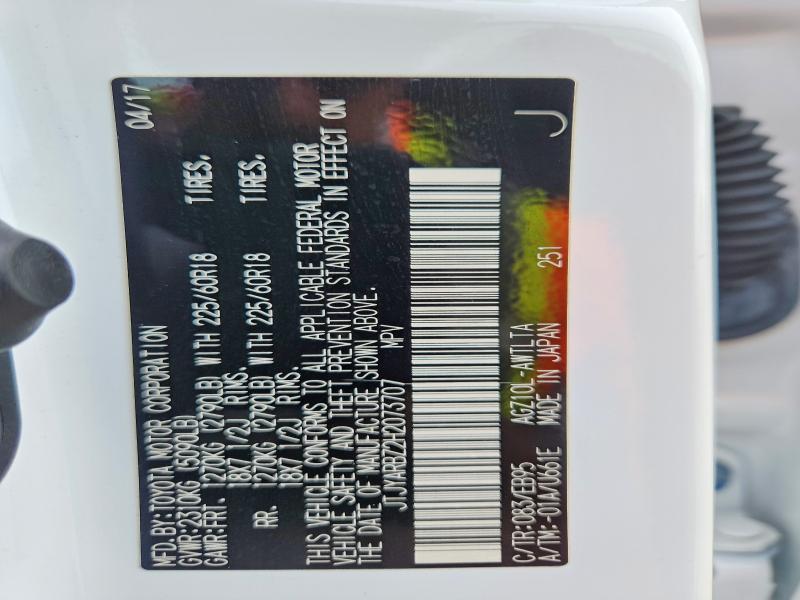 MFD.BY:TOYOTA MOTOR CORPORATION 04/17
GVWR:2310KG (5090LB)
GAWR:FRT. 1270KG (2790LB) WITH 225/60R18 TIRES.
18X7 1/2J RIMS.
RR. 1270KG (2790LB) WITH 225/60R18 TIRES.
18X7 1/2J RIMS.
THIS VEHICLE CONFORMS TO ALL APPLICABLE FEDERAL MOTOR
VEHICLE SAFETY AND THEFT PREVENTION STANDARDS IN EFFECT ON
THE DATE OF MANUFACTURE SHOWN ABOVE.
JTJYARBZ2H2073707 MPV
C/TR:083/EB95 AGZ10L-AWTLTA
A/TM:-01A/U661E MADE IN JAPAN 251 J